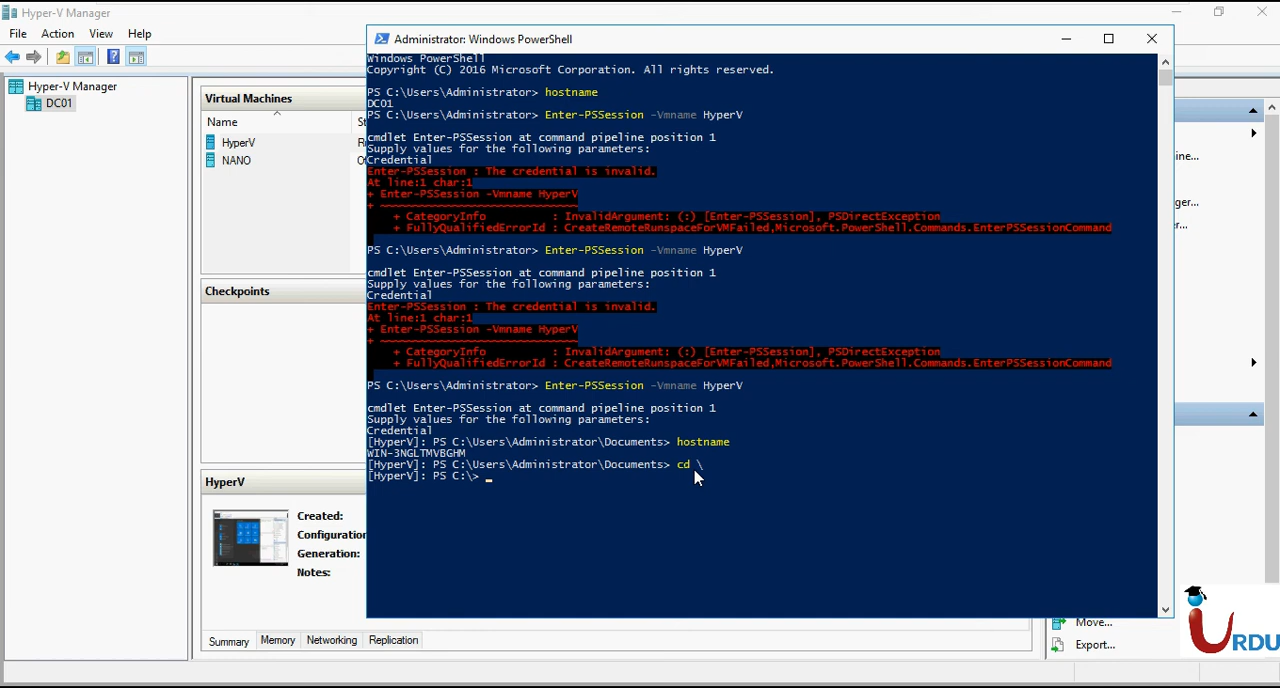 Hyper-V Manager
File Action View Help
Hyper-V Manager
DC01
Virtual Machines
Name
HyperV
NANO
Checkpoints
HyperV
Created:
Configuration
Generation:
Notes:
Summary Memory Networking Replication
Administrator: Windows PowerShell
Windows PowerShell
Copyright (C) 2016 Microsoft Corporation. All rights reserved.
PS C:\Users\Administrator> hostname
DC01
PS C:\Users\Administrator> Enter-PSSession -Vmname HyperV
cmdlet Enter-PSSession at command pipeline position 1
Supply values for the following parameters:
Credential
Enter-PSSession : The credential is invalid.
At line:1 char:1
+ Enter-PSSession -Vmname HyperV
+ ~~~~~~~~~~~~~~~~~~~~~~~~~~~~~~
    + CategoryInfo          : InvalidArgument: (:) [Enter-PSSession], PSDirectException
    + FullyQualifiedErrorId : CreateRemoteRunspaceForVMFailed,Microsoft.PowerShell.Commands.EnterPSSessionCommand
PS C:\Users\Administrator> Enter-PSSession -Vmname HyperV
cmdlet Enter-PSSession at command pipeline position 1
Supply values for the following parameters:
Credential
Enter-PSSession : The credential is invalid.
At line:1 char:1
+ Enter-PSSession -Vmname HyperV
+ ~~~~~~~~~~~~~~~~~~~~~~~~~~~~~~
    + CategoryInfo          : InvalidArgument: (:) [Enter-PSSession], PSDirectException
    + FullyQualifiedErrorId : CreateRemoteRunspaceForVMFailed,Microsoft.PowerShell.Commands.EnterPSSessionCommand
PS C:\Users\Administrator> Enter-PSSession -Vmname HyperV
cmdlet Enter-PSSession at command pipeline position 1
Supply values for the following parameters:
Credential
[HyperV]: PS C:\Users\Administrator\Documents> hostname
WIN-3NGLTMVBGHM
[HyperV]: PS C:\Users\Administrator\Documents> cd \
[HyperV]: PS C:\>
ine...
ger...
r...
Move...
Export...
URDU